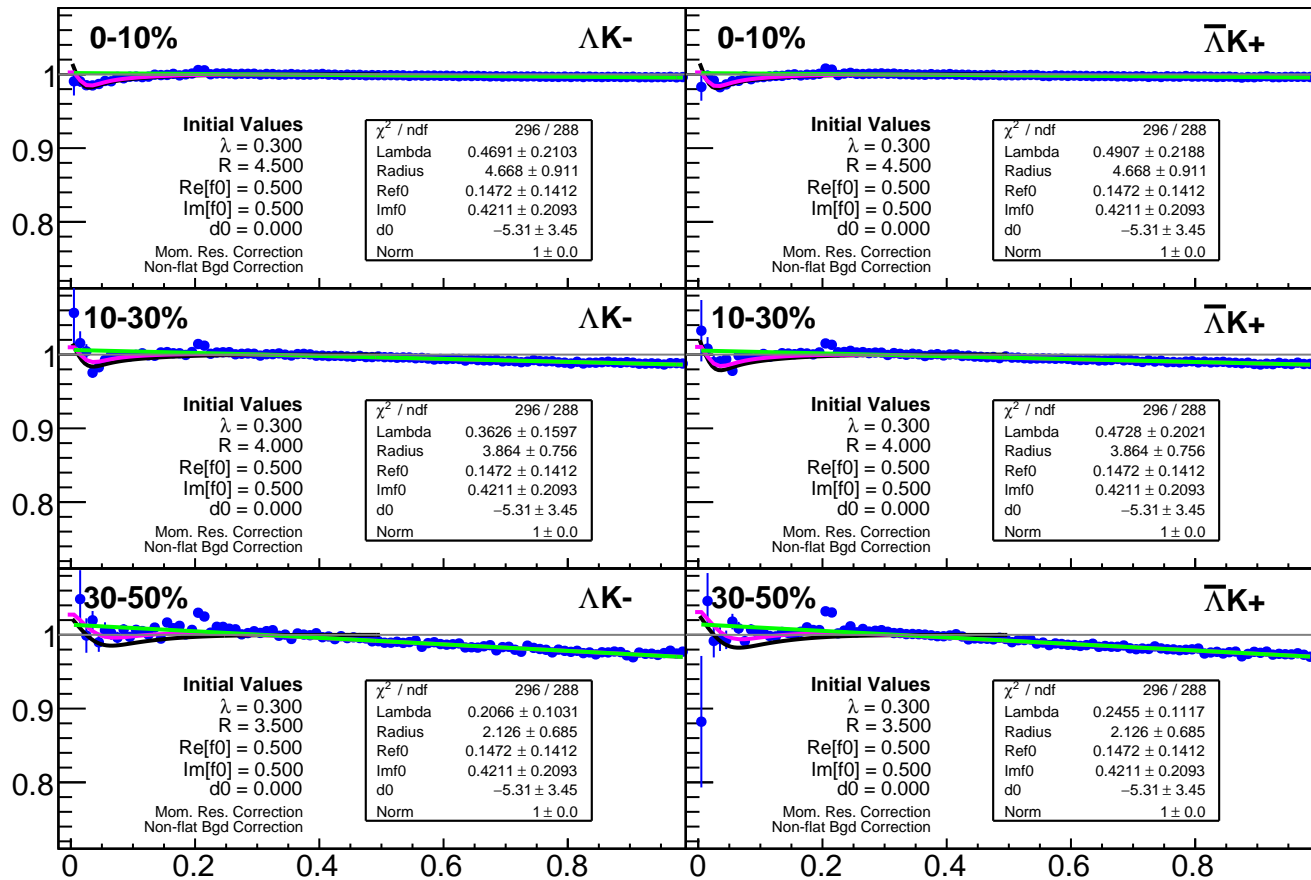 0-10% ΛK-
1
0.9
0.8
Initial Values
λ = 0.300
R = 4.500
Re[f0] = 0.500
Im[f0] = 0.500
d0 = 0.000
Mom. Res. Correction
Non-flat Bgd Correction
χ² / ndf 296 / 288
Lambda 0.4691 ± 0.2103
Radius 4.668 ± 0.911
Ref0 0.1472 ± 0.1412
Imf0 0.4211 ± 0.2093
d0 −5.31 ± 3.45
Norm 1 ± 0.0
0-10% Λ̅K+
Initial Values
λ = 0.300
R = 4.500
Re[f0] = 0.500
Im[f0] = 0.500
d0 = 0.000
Mom. Res. Correction
Non-flat Bgd Correction
χ² / ndf 296 / 288
Lambda 0.4907 ± 0.2188
Radius 4.668 ± 0.911
Ref0 0.1472 ± 0.1412
Imf0 0.4211 ± 0.2093
d0 −5.31 ± 3.45
Norm 1 ± 0.0
10-30% ΛK-
1
0.9
0.8
Initial Values
λ = 0.300
R = 4.000
Re[f0] = 0.500
Im[f0] = 0.500
d0 = 0.000
Mom. Res. Correction
Non-flat Bgd Correction
χ² / ndf 296 / 288
Lambda 0.3626 ± 0.1597
Radius 3.864 ± 0.756
Ref0 0.1472 ± 0.1412
Imf0 0.4211 ± 0.2093
d0 −5.31 ± 3.45
Norm 1 ± 0.0
10-30% Λ̅K+
Initial Values
λ = 0.300
R = 4.000
Re[f0] = 0.500
Im[f0] = 0.500
d0 = 0.000
Mom. Res. Correction
Non-flat Bgd Correction
χ² / ndf 296 / 288
Lambda 0.4728 ± 0.2021
Radius 3.864 ± 0.756
Ref0 0.1472 ± 0.1412
Imf0 0.4211 ± 0.2093
d0 −5.31 ± 3.45
Norm 1 ± 0.0
30-50% ΛK-
1
0.9
0.8
Initial Values
λ = 0.300
R = 3.500
Re[f0] = 0.500
Im[f0] = 0.500
d0 = 0.000
Mom. Res. Correction
Non-flat Bgd Correction
χ² / ndf 296 / 288
Lambda 0.2066 ± 0.1031
Radius 2.126 ± 0.685
Ref0 0.1472 ± 0.1412
Imf0 0.4211 ± 0.2093
d0 −5.31 ± 3.45
Norm 1 ± 0.0
30-50% Λ̅K+
Initial Values
λ = 0.300
R = 3.500
Re[f0] = 0.500
Im[f0] = 0.500
d0 = 0.000
Mom. Res. Correction
Non-flat Bgd Correction
χ² / ndf 296 / 288
Lambda 0.2455 ± 0.1117
Radius 2.126 ± 0.685
Ref0 0.1472 ± 0.1412
Imf0 0.4211 ± 0.2093
d0 −5.31 ± 3.45
Norm 1 ± 0.0
0 0.2 0.4 0.6 0.8 0 0.2 0.4 0.6 0.8